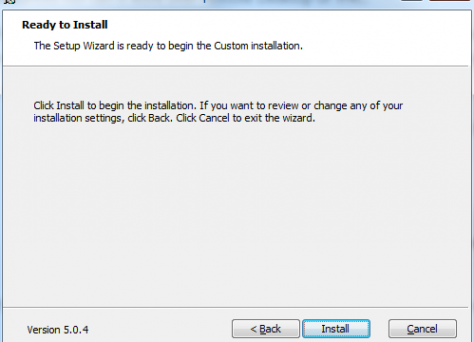 Ready to Install
The Setup Wizard is ready to begin the Custom installation.
Click Install to begin the installation. If you want to review or change any of your
installation settings, click Back. Click Cancel to exit the wizard.
Version 5.0.4
< Back
Install
Cancel